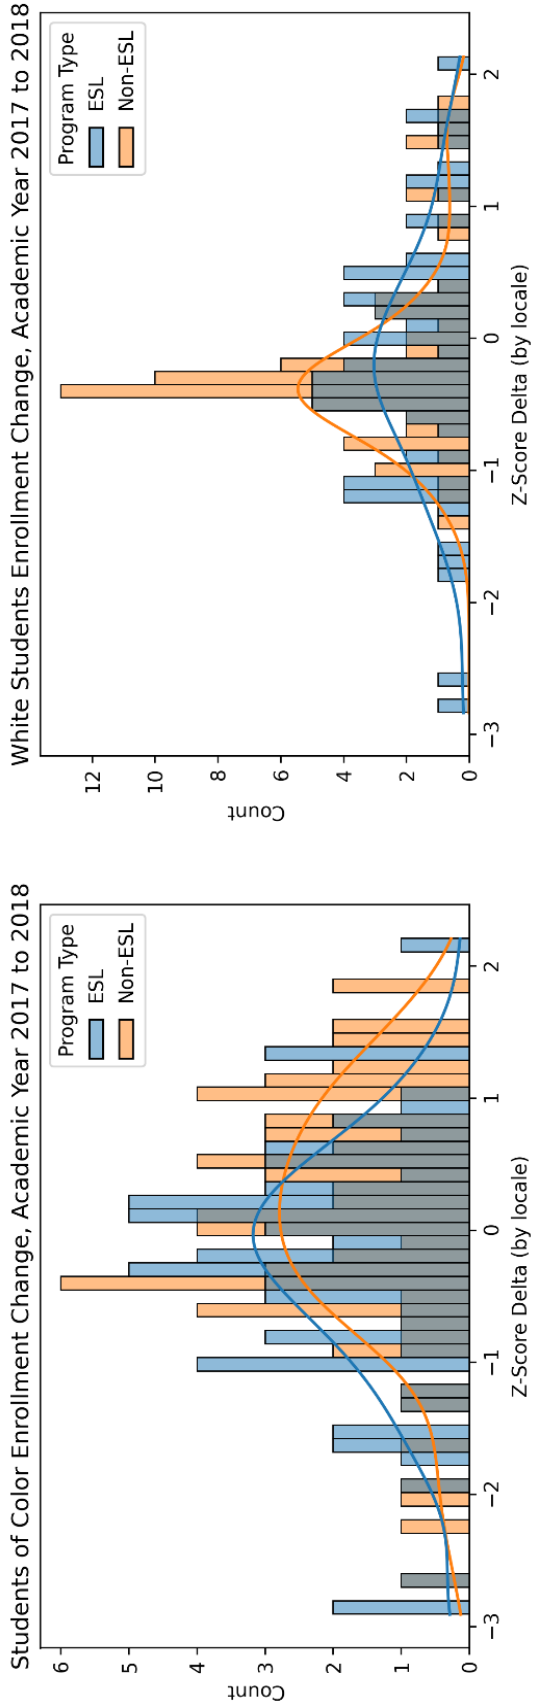 Students of Color Enrollment Change, Academic Year 2017 to 2018
Program Type
ESL
Non-ESL
Count
6
5
4
3
2
1
0
−3
−2
−1
0
1
2
Z-Score Delta (by locale)
White Students Enrollment Change, Academic Year 2017 to 2018
Program Type
ESL
Non-ESL
Count
12
10
8
6
4
2
0
−3
−2
−1
0
1
2
Z-Score Delta (by locale)